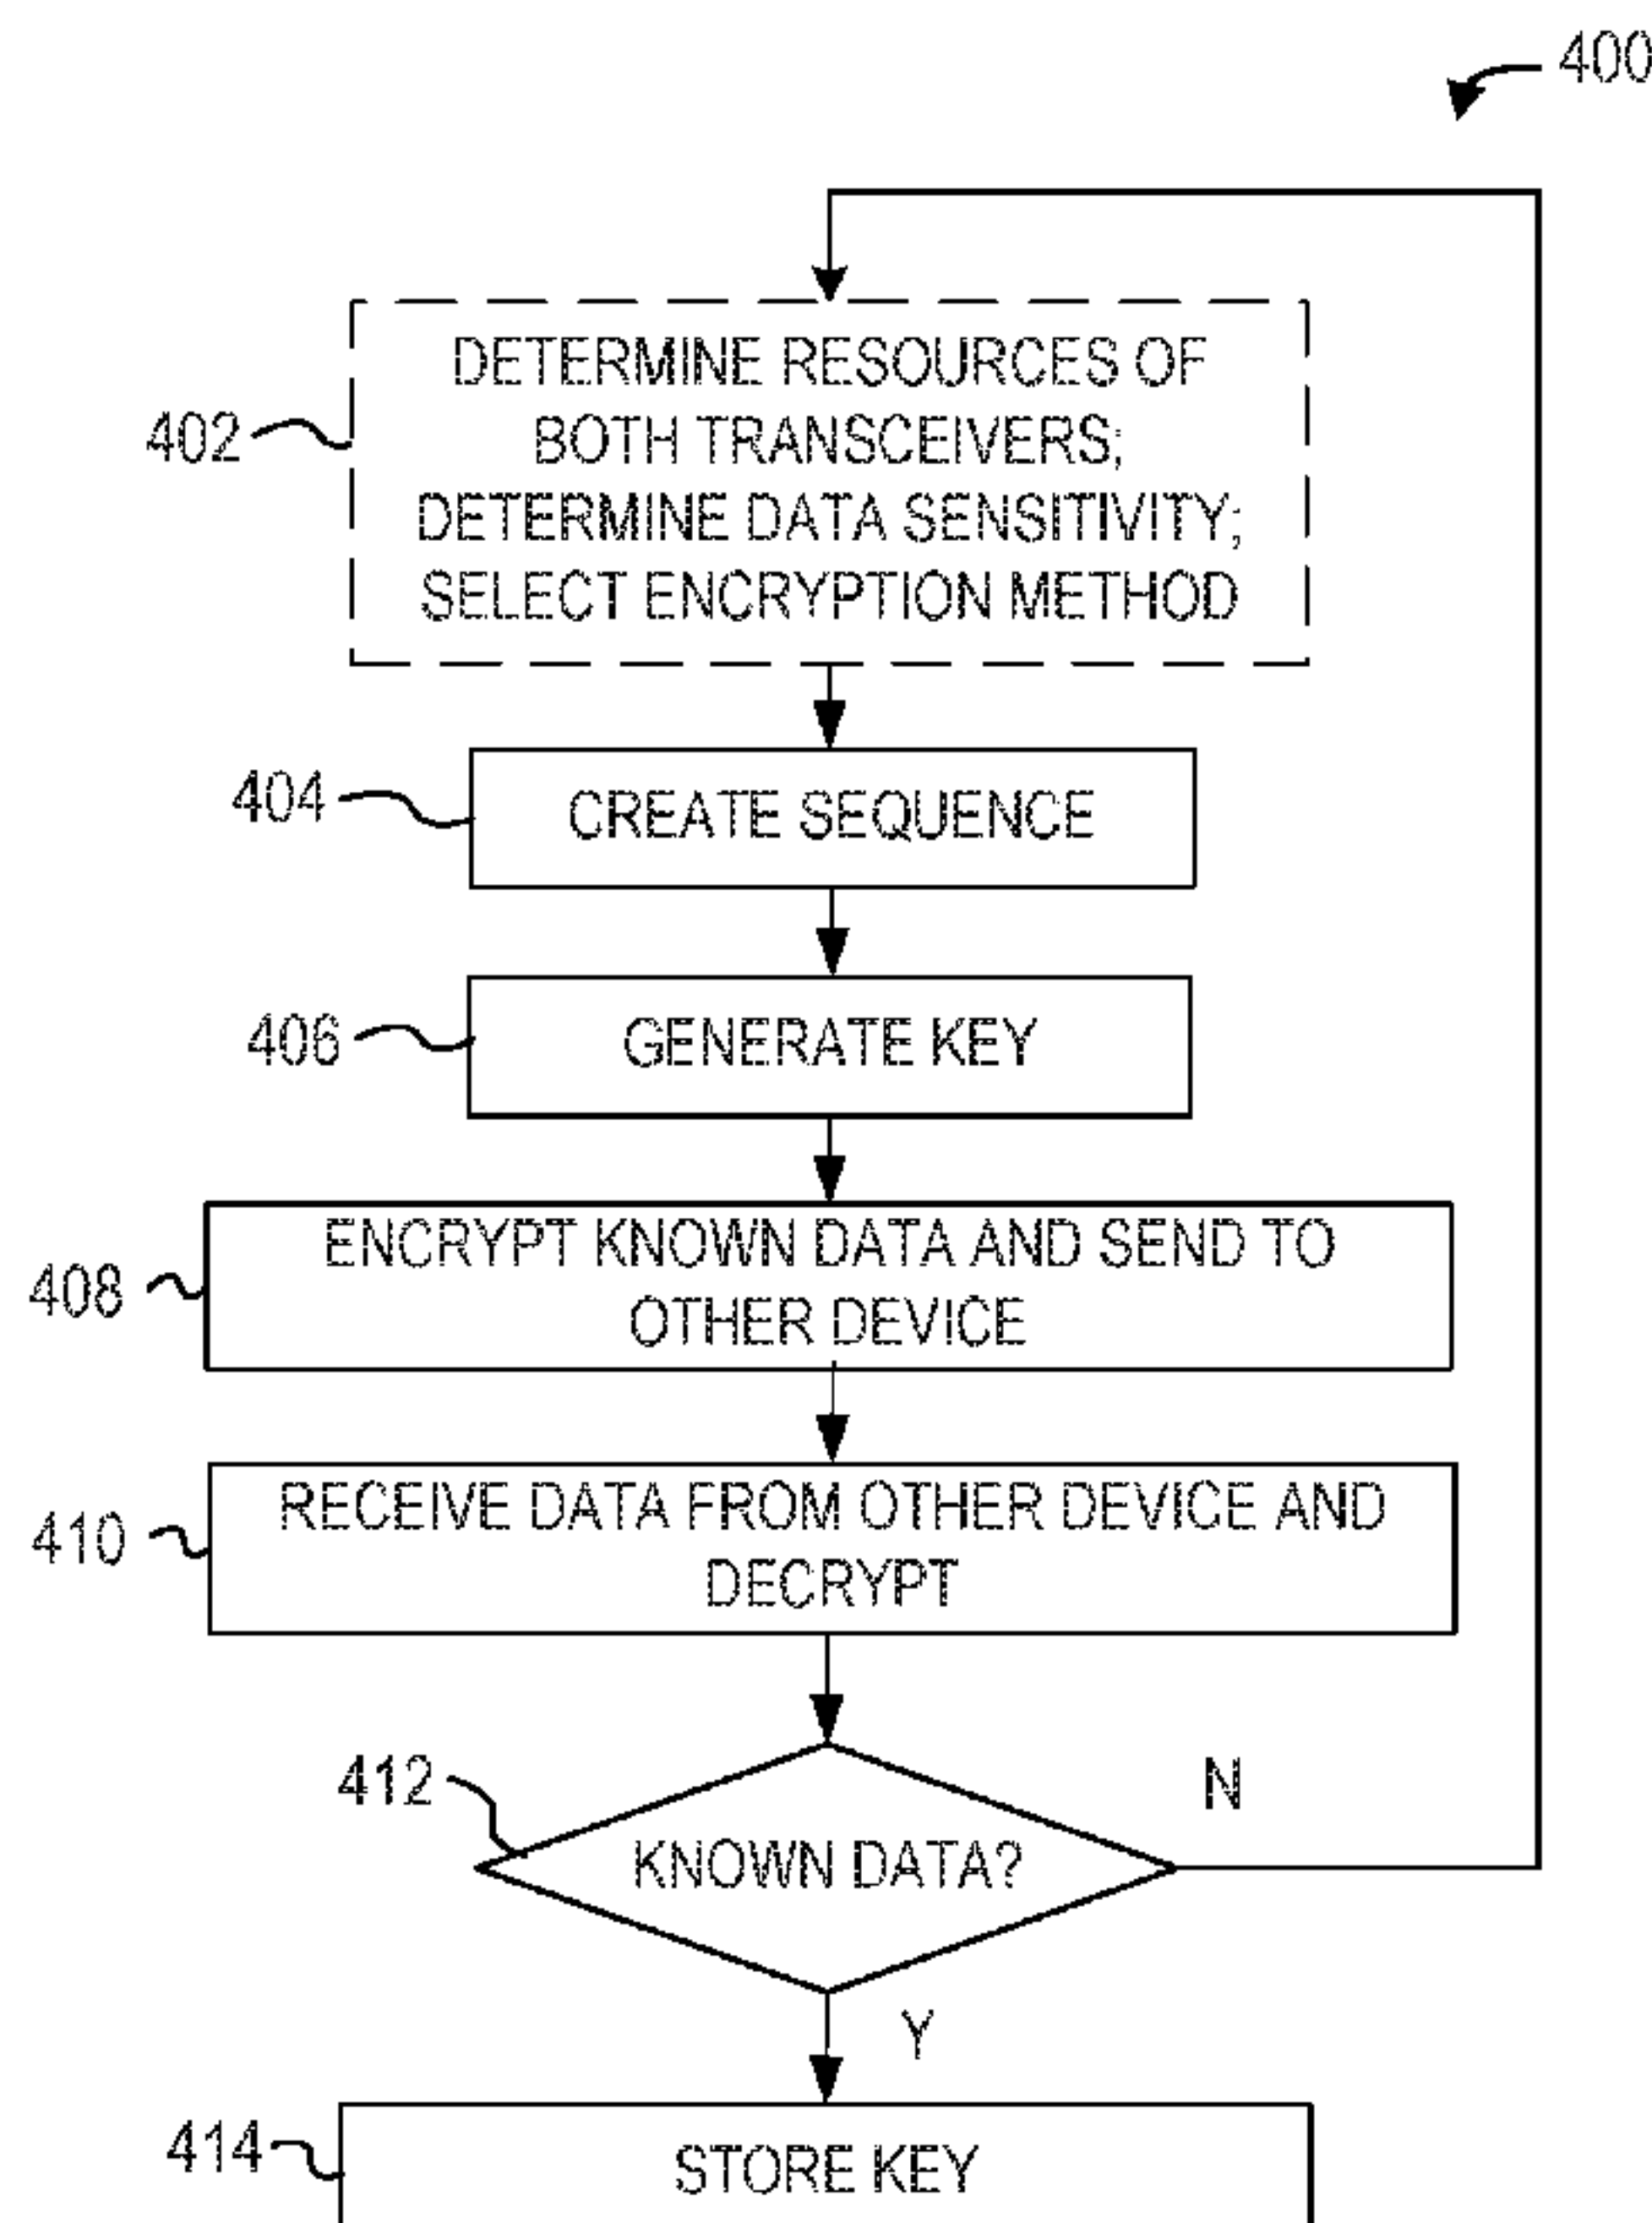 400
402
DETERMINE RESOURCES OF
BOTH TRANSCEIVERS;
DETERMINE DATA SENSITIVITY;
SELECT ENCRYPTION METHOD
404
CREATE SEQUENCE
406
GENERATE KEY
408
ENCRYPT KNOWN DATA AND SEND TO
OTHER DEVICE
410
RECEIVE DATA FROM OTHER DEVICE AND
DECRYPT
412
N
KNOWN DATA?
Y
414
STORE KEY